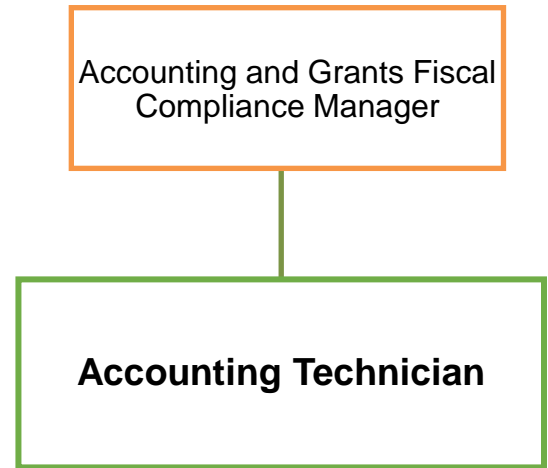 Accounting and Grants Fiscal
Compliance Manager
Accounting Technician